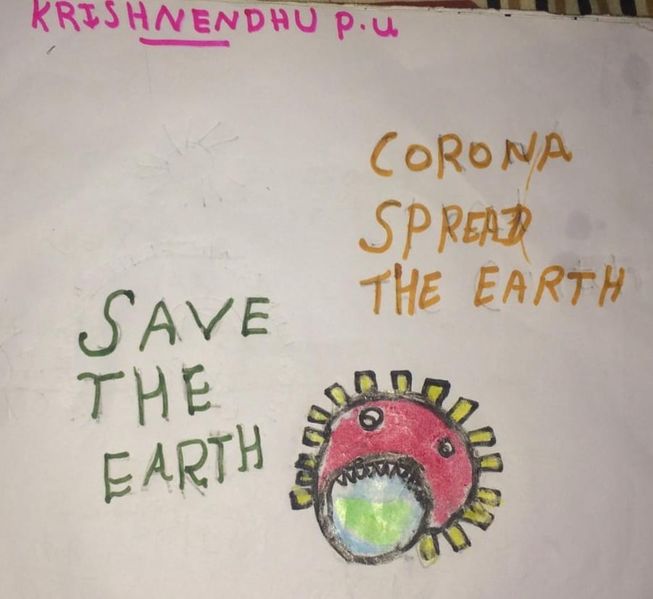 KRISHNENDHU P.U
CORONA
SPREAD
THE EARTH
SAVE
THE
EARTH